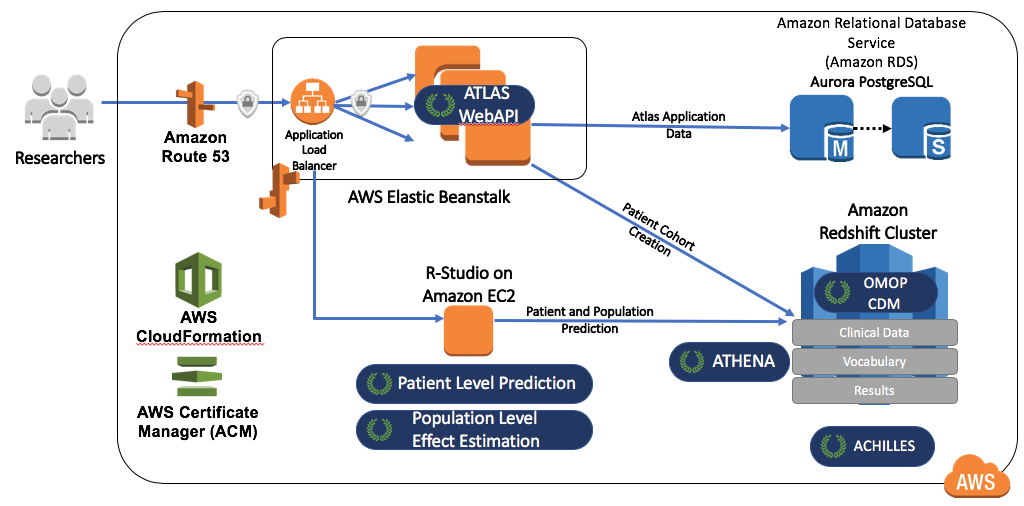 Amazon Relational Database
Service
(Amazon RDS)
Aurora PostgreSQL
Researchers
Amazon
Route 53
Application
Load
Balancer
ATLAS
WebAPI
AWS Elastic Beanstalk
Atlas Application
Data
M
S
Patient Cohort
Creation
Amazon
Redshift Cluster
OMOP
CDM
Clinical Data
Vocabulary
Results
ATHENA
ACHILLES
R-Studio on
Amazon EC2
Patient and Population
Prediction
Patient Level Prediction
Population Level
Effect Estimation
AWS
CloudFormation
AWS Certificate
Manager (ACM)
AWS